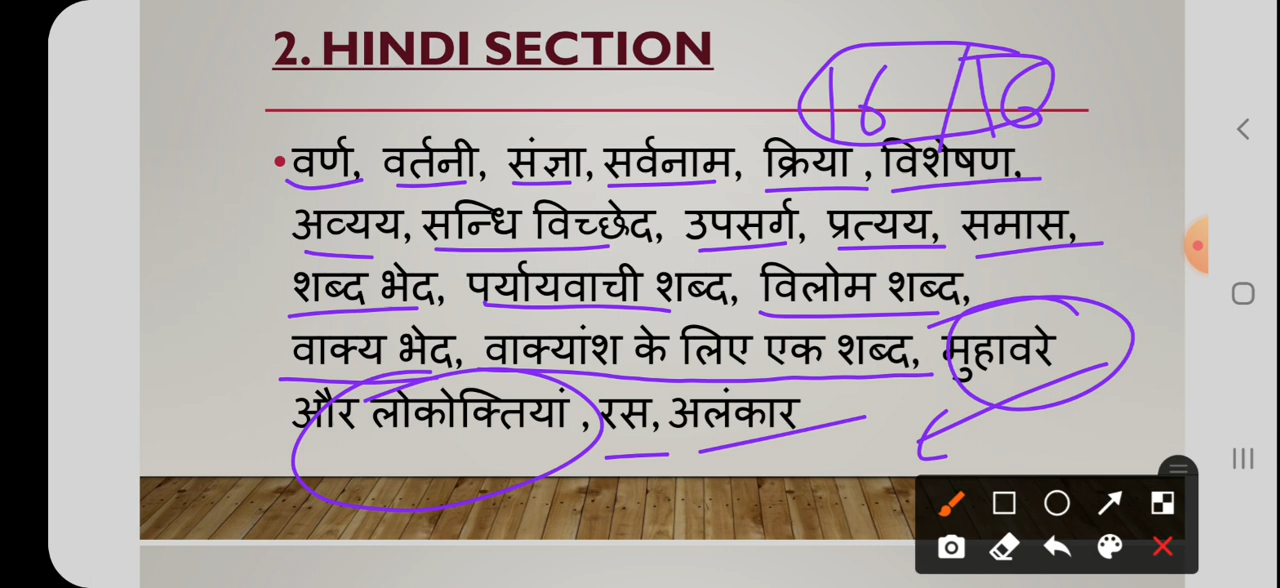 2. HINDI SECTION
16/16
• वर्ण, वर्तनी, संज्ञा, सर्वनाम, क्रिया , विशेषण,
अव्यय, सन्धि विच्छेद, उपसर्ग, प्रत्यय, समास,
शब्द भेद, पर्यायवाची शब्द, विलोम शब्द,
वाक्य भेद, वाक्यांश के लिए एक शब्द, मुहावरे
और लोकोक्तियां , रस, अलंकार